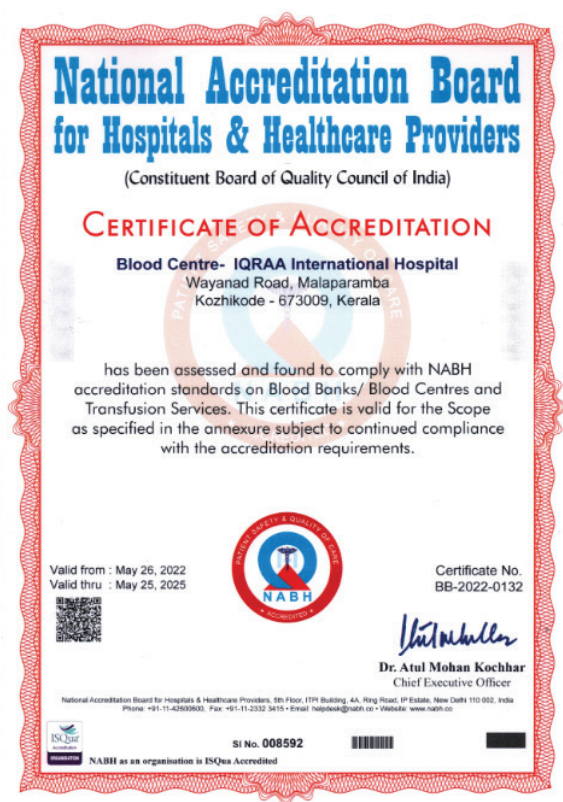 National Accreditation Board
for Hospitals & Healthcare Providers
(Constituent Board of Quality Council of India)
CERTIFICATE OF ACCREDITATION
Blood Centre- IQRAA International Hospital
Wayanad Road, Malaparamba
Kozhikode - 673009, Kerala
has been assessed and found to comply with NABH
accreditation standards on Blood Banks/ Blood Centres and
Transfusion Services. This certificate is valid for the Scope
as specified in the annexure subject to continued compliance
with the accreditation requirements.
PATIENT SAFETY & QUALITY OF CARE
NABH
ACCREDITED
Valid from : May 26, 2022
Valid thru : May 25, 2025
Certificate No.
BB-2022-0132
Dr. Atul Mohan Kochhar
Chief Executive Officer
National Accreditation Board for Hospitals & Healthcare Providers, 5th Floor, ITPI Building, 4A, Ring Road, IP Estate, New Delhi 110 002, India
Phone: +91-11-42600600, Fax: +91-11-2332 3415 • Email: helpdesk@nabh.co • Website: www.nabh.co
ISQua
Accreditation
ORGANISATION
SI No. 008592
NABH as an organisation is ISQua Accredited